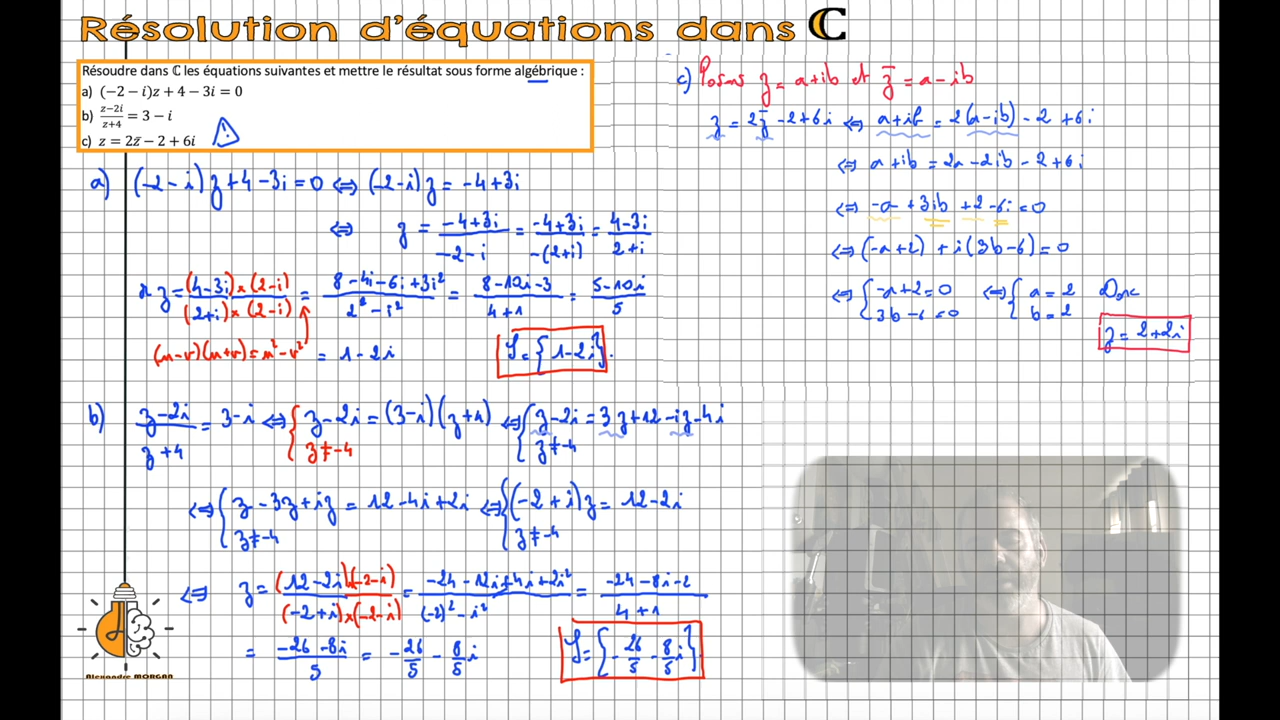 Résolution d'équations dans ℂ
Résoudre dans ℂ les équations suivantes et mettre le résultat sous forme algébrique :
a) (−2 − i)z + 4 − 3i = 0
b) (z−2i)/(z+4) = 3 − i
c) z = 2z̄ − 2 + 6i
a) (-2-i)z+4-3i=0 ⇔ (-2-i)z = -4+3i
⇔ z = (-4+3i)/(-2-i) = (-4+3i)/(-(2+i)) = (4-3i)/(2+i)
z = ((4-3i)×(2-i))/((2+i)×(2-i)) = (8-4i-6i+3i²)/(2²-i²) = (8-10i-3)/(4+1) = (5-10i)/5
(u-v)(u+v)=u²-v² = 1-2i S={1-2i}.
b) (z-2i)/(z+4) = 3-i ⇔ { z-2i = (3-i)(z+4) ⇔ { z-2i = 3z+12-iz-4i
z≠-4 z≠-4
⇔ { z-3z+iz = 12-4i+2i ⇔ { (-2+i)z = 12-2i
z≠-4 z≠-4
⇔ z = ((12-2i)×(-2-i))/((-2+i)×(-2-i)) = (-24-12i+4i+2i²)/((-2)²-i²) = (-24-8i-2)/(4+1)
= (-26-8i)/5 = -26/5 - 8/5 i S={-26/5 - 8/5 i}.
c) Posons z = a+ib et z̄ = a-ib
z = 2z̄-2+6i ⇔ a+ib = 2(a-ib)-2+6i
⇔ a+ib = 2a-2ib-2+6i
⇔ -a+3ib+2-6i=0
⇔ (-a+2)+i(3b-6)=0
⇔ { -a+2=0 ⇔ { a=2 Donc
3b-6=0 b=2
z = 2+2i
Alexandre MORGAN